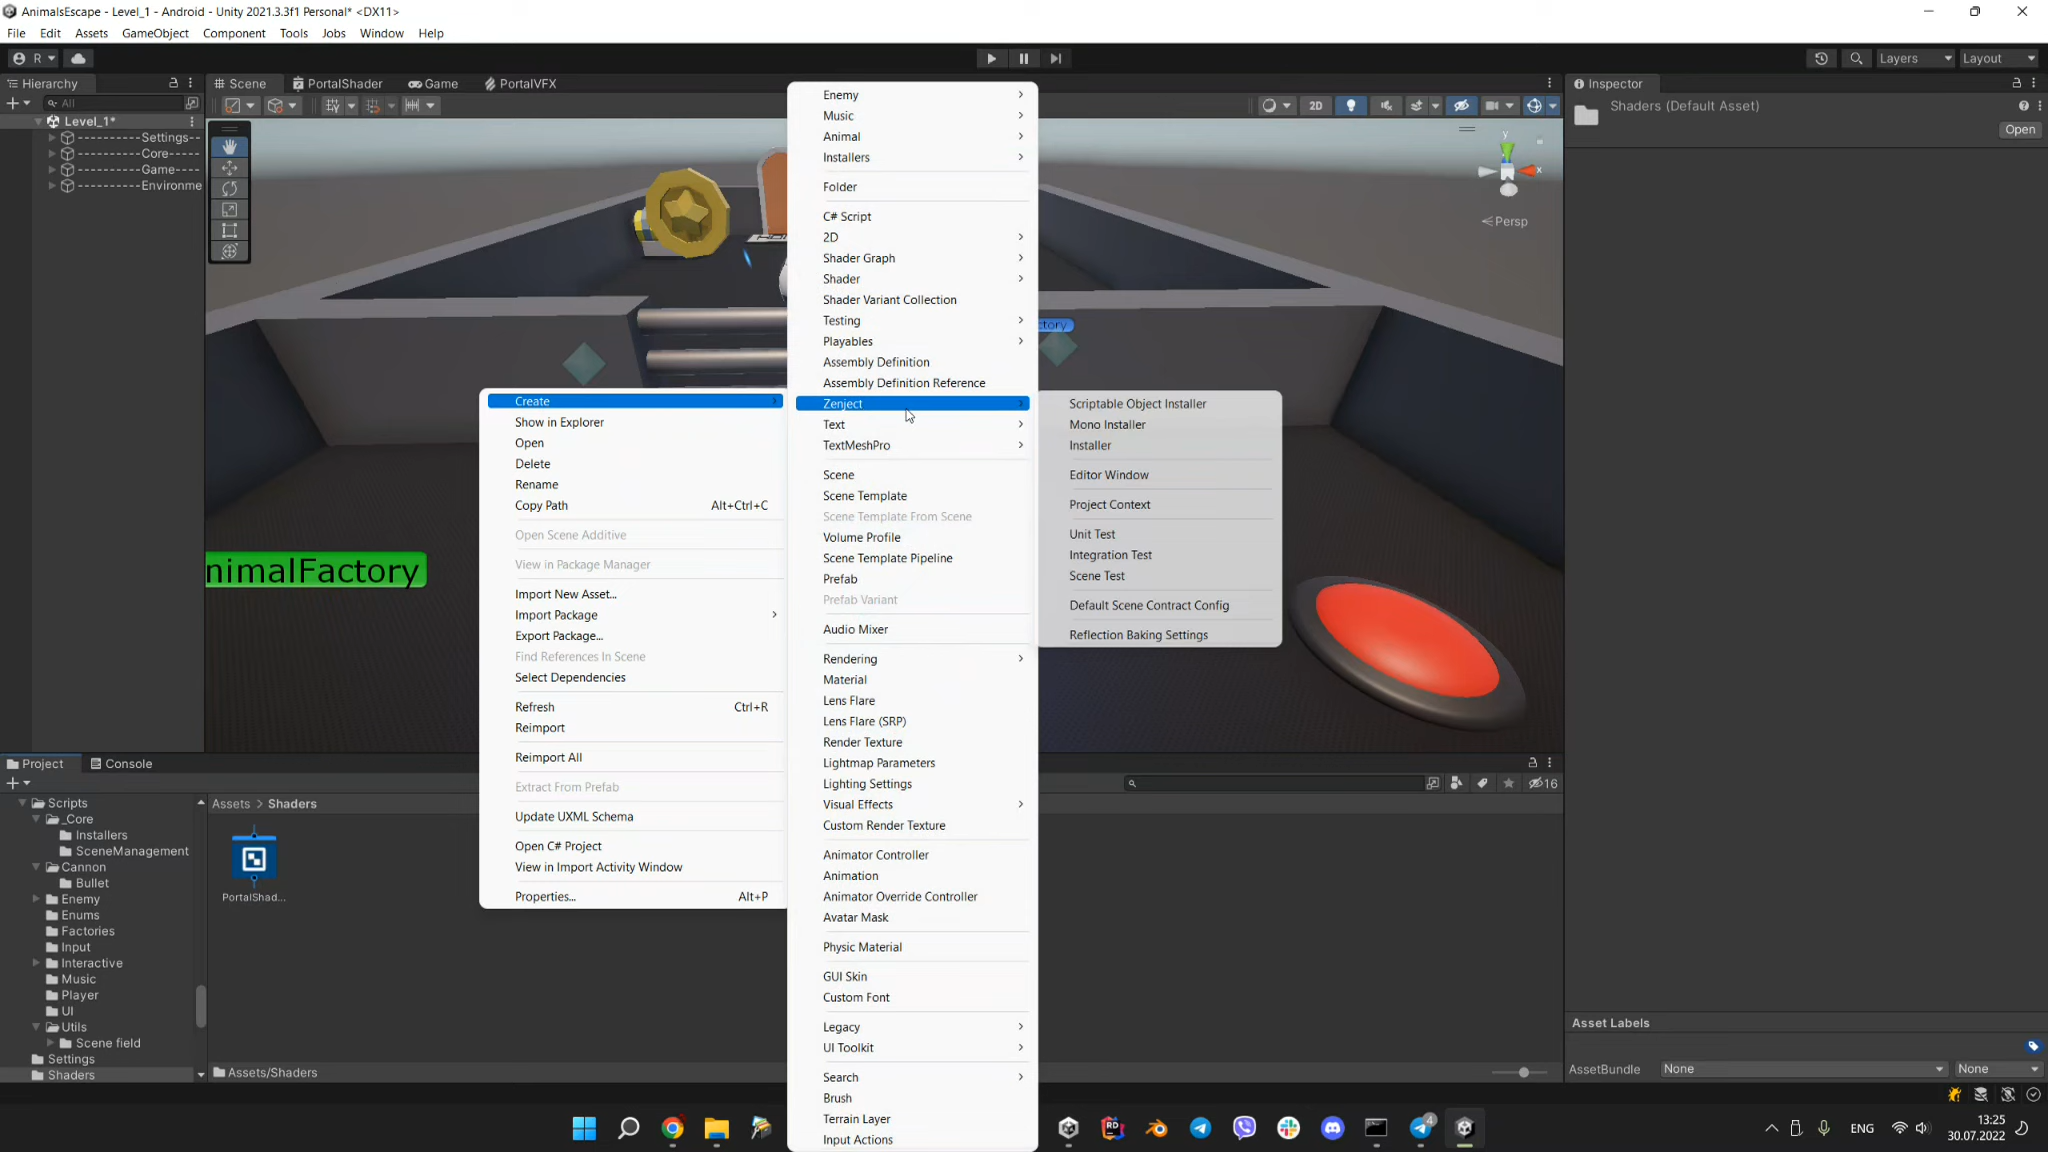 AnimalsEscape - Level_1 - Android - Unity 2021.3.3f1 Personal* <DX11>
File Edit Assets GameObject Component Tools Jobs Window Help
R Layers Layout
Hierarchy Scene PortalShader Game PortalVFX Inspector
All
2D
Shaders (Default Asset)
Open
Level_1*
----------Settings--
----------Core-----
----------Game----
----------Environme
y
x
Persp
nimalFactory
ctory
Create
Show in Explorer
Open
Delete
Rename
Copy Path Alt+Ctrl+C
Open Scene Additive
View in Package Manager
Import New Asset...
Import Package
Export Package...
Find References In Scene
Select Dependencies
Refresh Ctrl+R
Reimport
Reimport All
Extract From Prefab
Update UXML Schema
Open C# Project
View in Import Activity Window
Properties... Alt+P
Enemy
Music
Animal
Installers
Folder
C# Script
2D
Shader Graph
Shader
Shader Variant Collection
Testing
Playables
Assembly Definition
Assembly Definition Reference
Zenject
Text
TextMeshPro
Scene
Scene Template
Scene Template From Scene
Volume Profile
Scene Template Pipeline
Prefab
Prefab Variant
Audio Mixer
Rendering
Material
Lens Flare
Lens Flare (SRP)
Render Texture
Lightmap Parameters
Lighting Settings
Visual Effects
Custom Render Texture
Animator Controller
Animation
Animator Override Controller
Avatar Mask
Physic Material
GUI Skin
Custom Font
Legacy
UI Toolkit
Search
Brush
Terrain Layer
Input Actions
Scriptable Object Installer
Mono Installer
Installer
Editor Window
Project Context
Unit Test
Integration Test
Scene Test
Default Scene Contract Config
Reflection Baking Settings
Project Console
16
Scripts
_Core
Installers
SceneManagement
Cannon
Bullet
Enemy
Enums
Factories
Input
Interactive
Music
Player
UI
Utils
Scene field
Settings
Shaders
Assets > Shaders
PortalShad...
Assets/Shaders
Asset Labels
AssetBundle None None
RD
4
ENG
13:25
30.07.2022